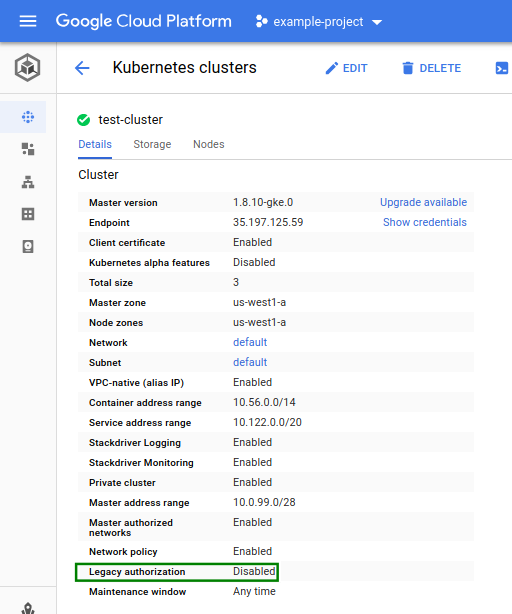 Google Cloud Platform example-project
Kubernetes clusters EDIT DELETE
test-cluster
Details Storage Nodes
Cluster
Master version 1.8.10-gke.0 Upgrade available
Endpoint 35.197.125.59 Show credentials
Client certificate Enabled
Kubernetes alpha features Disabled
Total size 3
Master zone us-west1-a
Node zones us-west1-a
Network default
Subnet default
VPC-native (alias IP) Enabled
Container address range 10.56.0.0/14
Service address range 10.122.0.0/20
Stackdriver Logging Enabled
Stackdriver Monitoring Enabled
Private cluster Enabled
Master address range 10.0.99.0/28
Master authorized Enabled
networks
Network policy Enabled
Legacy authorization Disabled
Maintenance window Any time